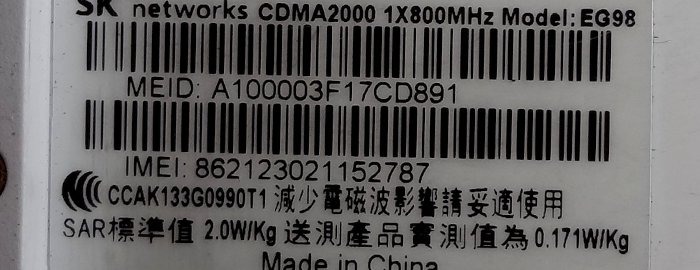 SK networks CDMA2000 1X800MHz Model: EG98
MEID: A100003F17CD891
IMEI: 862123021152787
CCAK133G0990T1 減少電磁波影響請妥適使用
SAR標準值 2.0W/Kg 送測產品實測值為 0.171W/Kg
Made in China